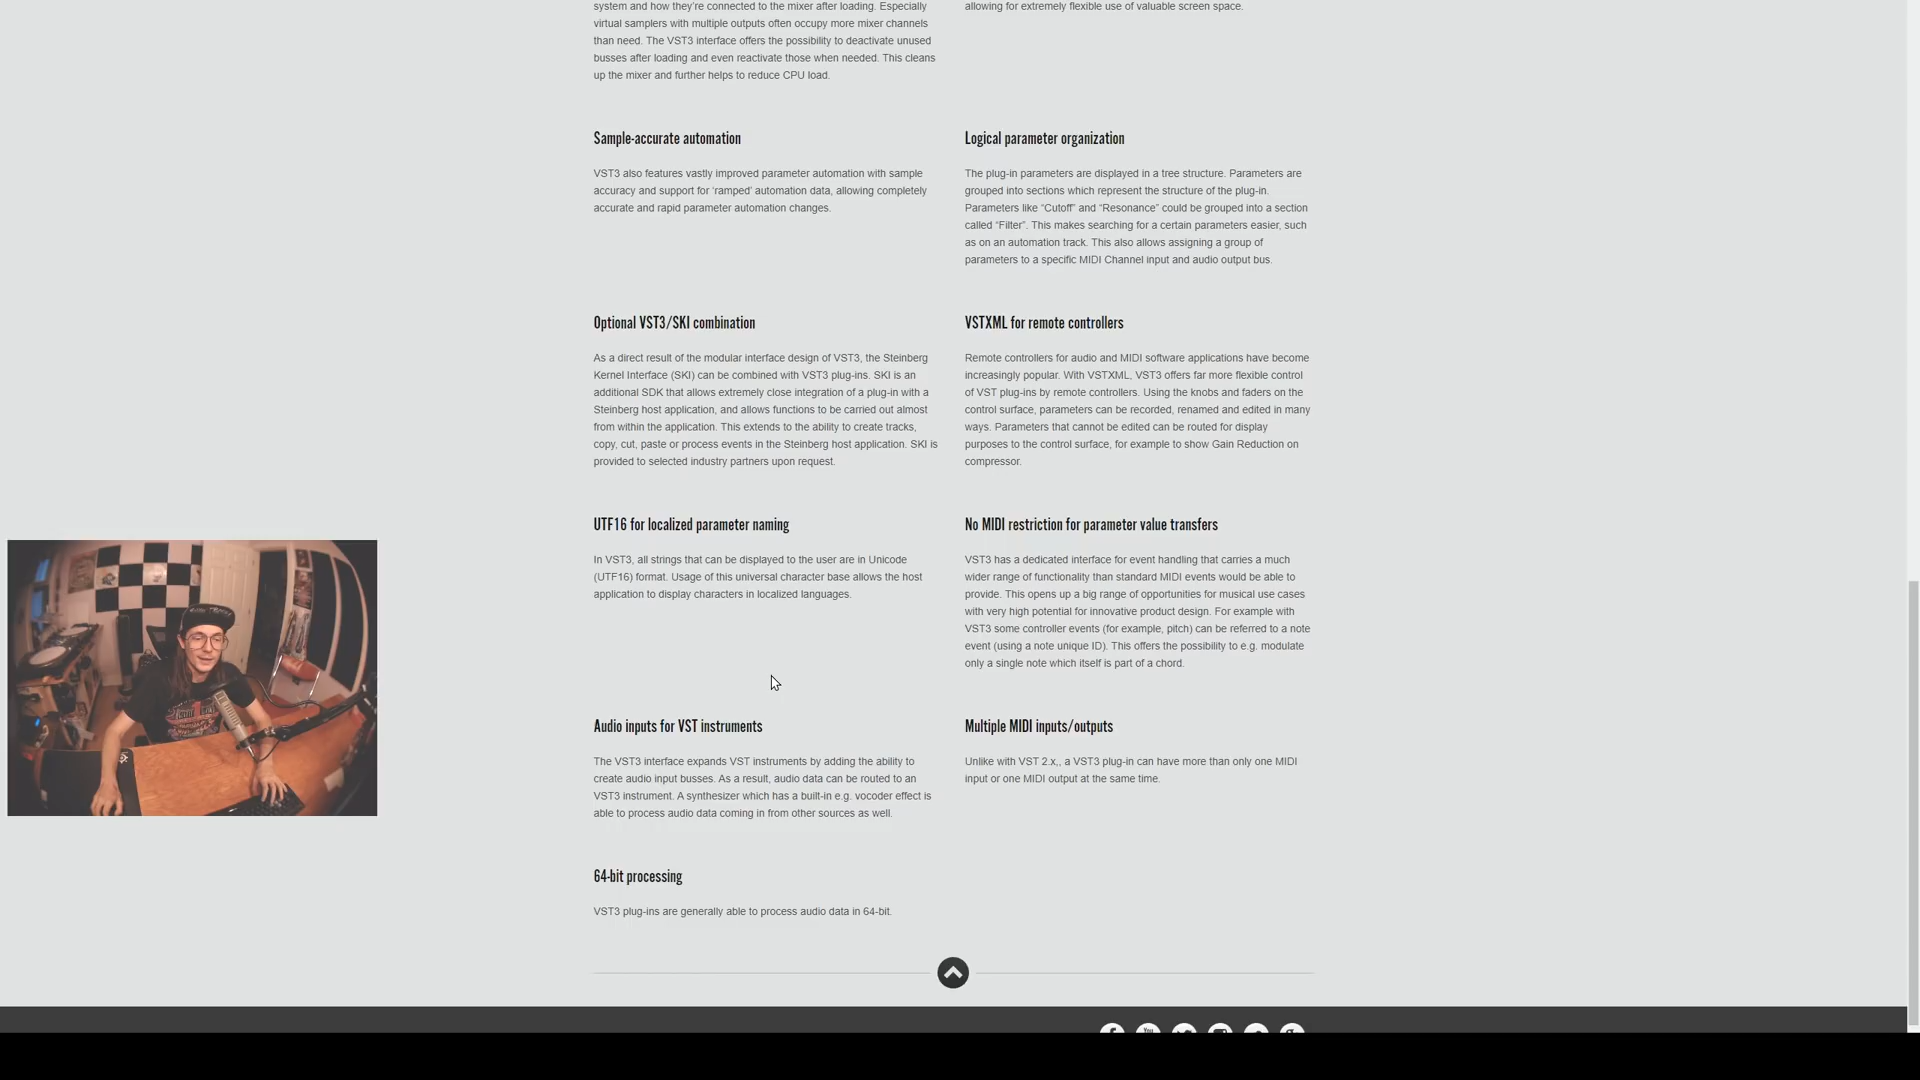 system and how they're connected to the mixer after loading. Especially
virtual samplers with multiple outputs often occupy more mixer channels
than need. The VST3 interface offers the possibility to deactivate unused
busses after loading and even reactivate those when needed. This cleans
up the mixer and further helps to reduce CPU load.
allowing for extremely flexible use of valuable screen space.
Sample-accurate automation
VST3 also features vastly improved parameter automation with sample
accuracy and support for 'ramped' automation data, allowing completely
accurate and rapid parameter automation changes.
Logical parameter organization
The plug-in parameters are displayed in a tree structure. Parameters are
grouped into sections which represent the structure of the plug-in.
Parameters like “Cutoff” and “Resonance” could be grouped into a section
called “Filter”. This makes searching for a certain parameters easier, such
as on an automation track. This also allows assigning a group of
parameters to a specific MIDI Channel input and audio output bus.
Optional VST3/SKI combination
As a direct result of the modular interface design of VST3, the Steinberg
Kernel Interface (SKI) can be combined with VST3 plug-ins. SKI is an
additional SDK that allows extremely close integration of a plug-in with a
Steinberg host application, and allows functions to be carried out almost
from within the application. This extends to the ability to create tracks,
copy, cut, paste or process events in the Steinberg host application. SKI is
provided to selected industry partners upon request.
VSTXML for remote controllers
Remote controllers for audio and MIDI software applications have become
increasingly popular. With VSTXML, VST3 offers far more flexible control
of VST plug-ins by remote controllers. Using the knobs and faders on the
control surface, parameters can be recorded, renamed and edited in many
ways. Parameters that cannot be edited can be routed for display
purposes to the control surface, for example to show Gain Reduction on
compressor.
UTF16 for localized parameter naming
In VST3, all strings that can be displayed to the user are in Unicode
(UTF16) format. Usage of this universal character base allows the host
application to display characters in localized languages.
No MIDI restriction for parameter value transfers
VST3 has a dedicated interface for event handling that carries a much
wider range of functionality than standard MIDI events would be able to
provide. This opens up a big range of opportunities for musical use cases
with very high potential for innovative product design. For example with
VST3 some controller events (for example, pitch) can be referred to a note
event (using a note unique ID). This offers the possibility to e.g. modulate
only a single note which itself is part of a chord.
Audio inputs for VST instruments
The VST3 interface expands VST instruments by adding the ability to
create audio input busses. As a result, audio data can be routed to an
VST3 instrument. A synthesizer which has a built-in e.g. vocoder effect is
able to process audio data coming in from other sources as well.
Multiple MIDI inputs/outputs
Unlike with VST 2.x,, a VST3 plug-in can have more than only one MIDI
input or one MIDI output at the same time.
64-bit processing
VST3 plug-ins are generally able to process audio data in 64-bit.